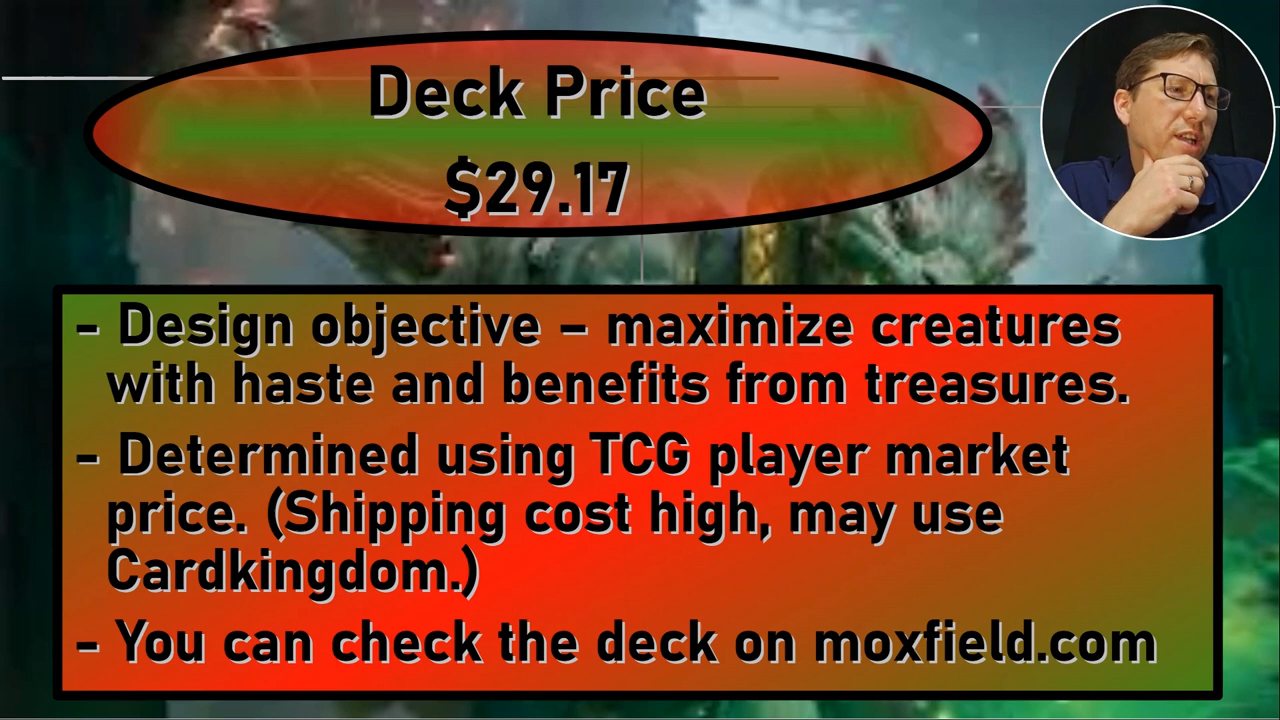 Deck Price
$29.17
- Design objective – maximize creatures
with haste and benefits from treasures.
- Determined using TCG player market
price. (Shipping cost high, may use
Cardkingdom.)
- You can check the deck on moxfield.com